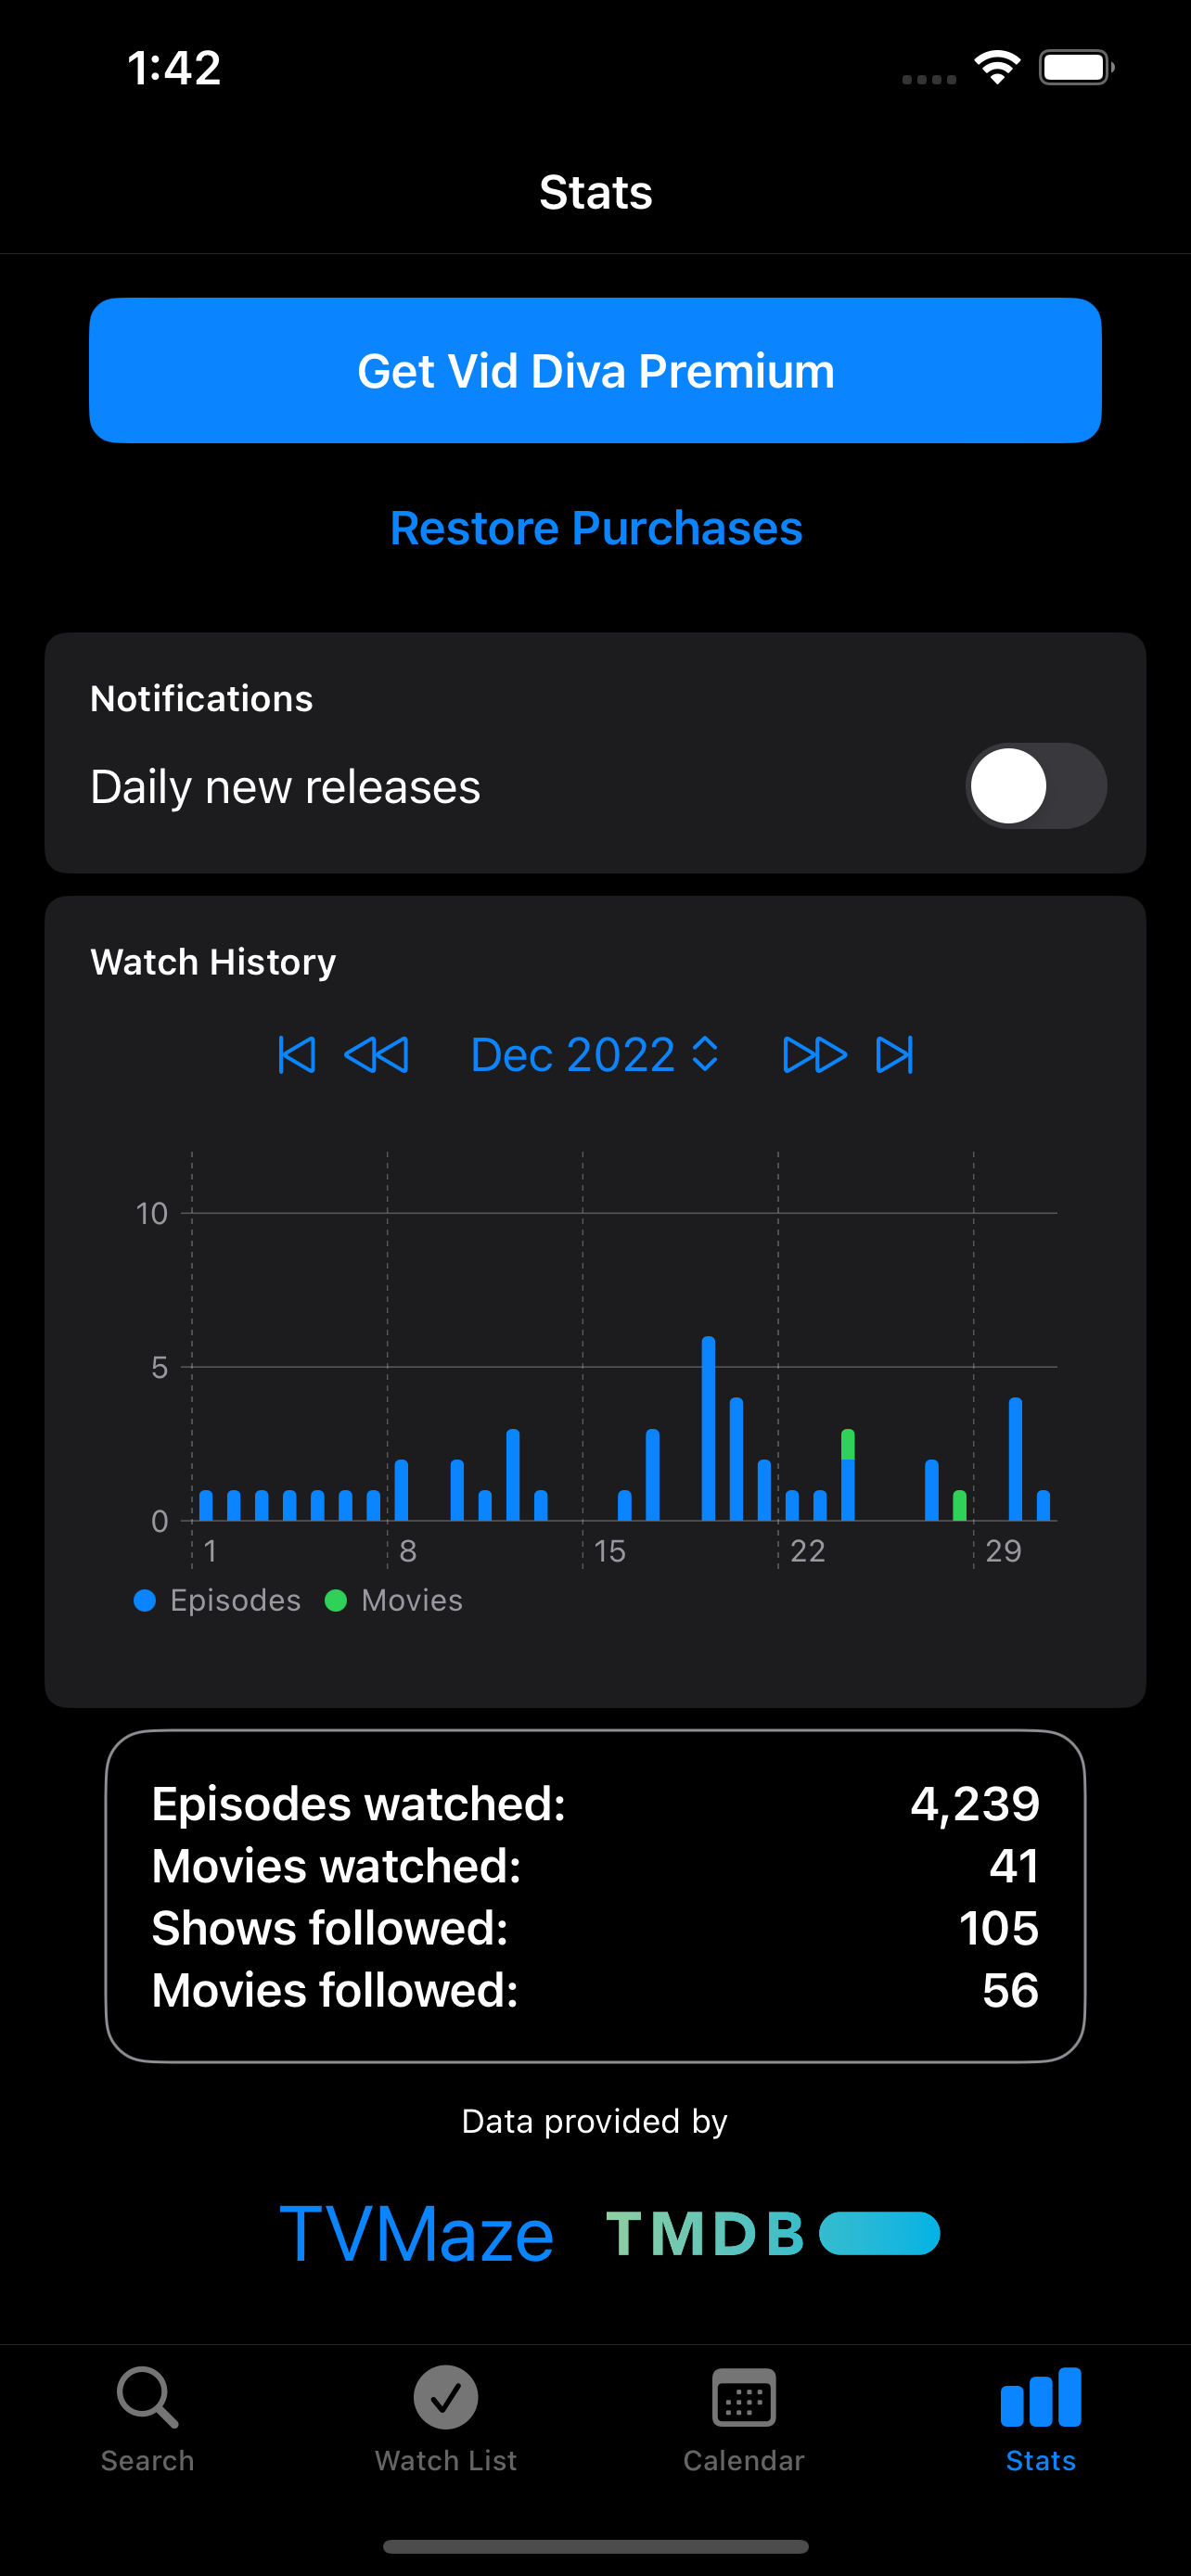 1:42
Stats
Get Vid Diva Premium
Restore Purchases
Notifications
Daily new releases
Watch History
Dec 2022
10
5
0
1 8 15 22 29
Episodes Movies
Episodes watched: 4,239
Movies watched: 41
Shows followed: 105
Movies followed: 56
Data provided by
TVMaze TMDB
Search Watch List Calendar Stats